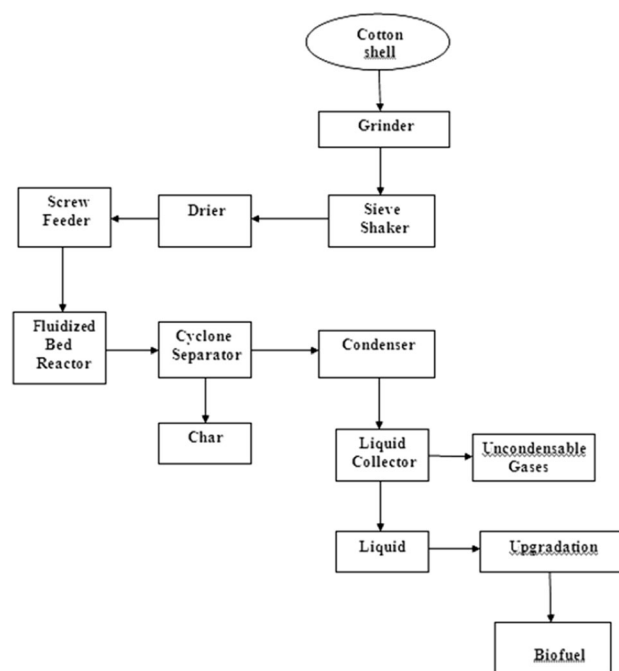 Cotton
shell
Grinder
Sieve
Shaker
Drier
Screw
Feeder
Fluidized
Bed
Reactor
Cyclone
Separator
Condenser
Char
Liquid
Collector
Uncondensable
Gases
Liquid
Upgradation
Biofuel